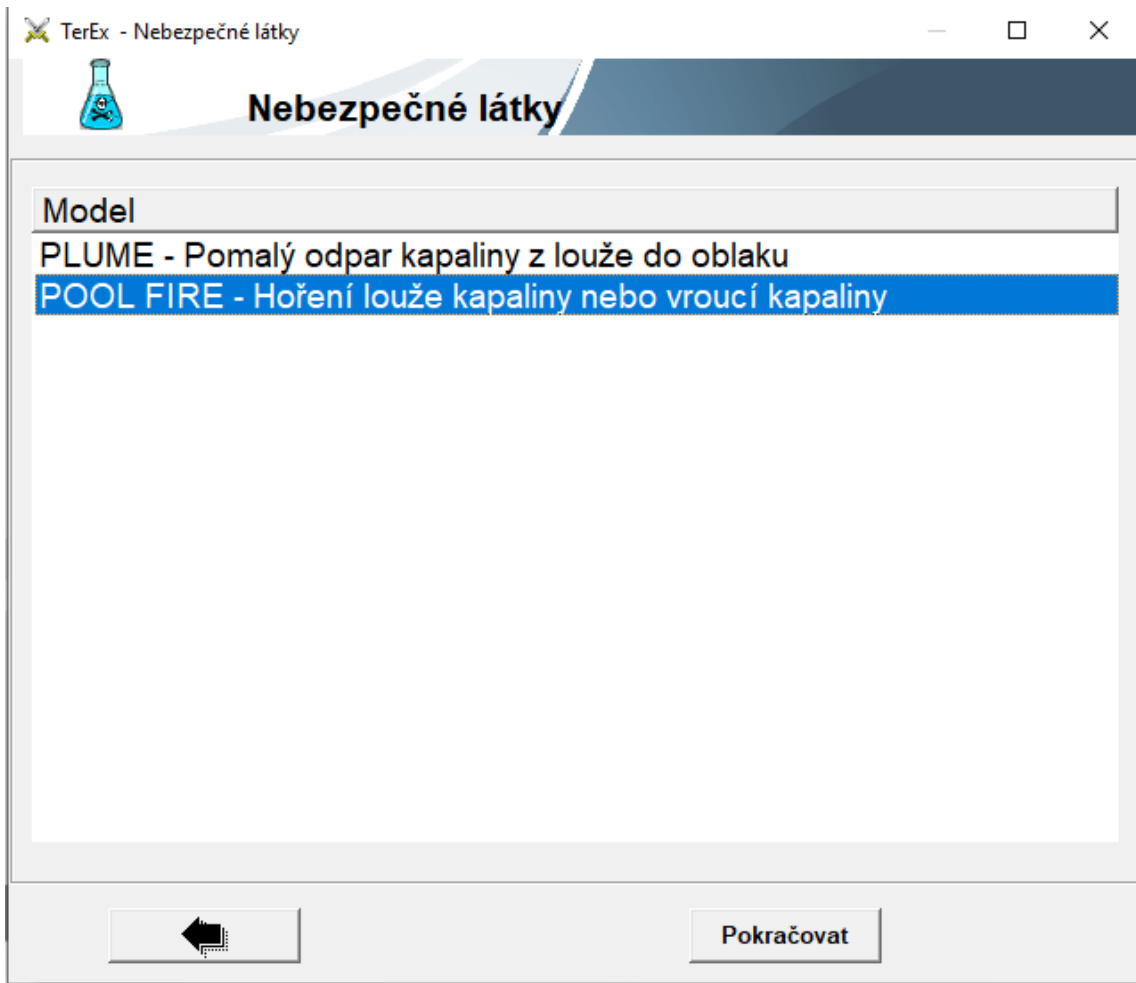 TerEx - Nebezpečné látky
Nebezpečné látky
Model
PLUME - Pomalý odpar kapaliny z louže do oblaku
POOL FIRE - Hoření louže kapaliny nebo vroucí kapaliny
Pokračovat